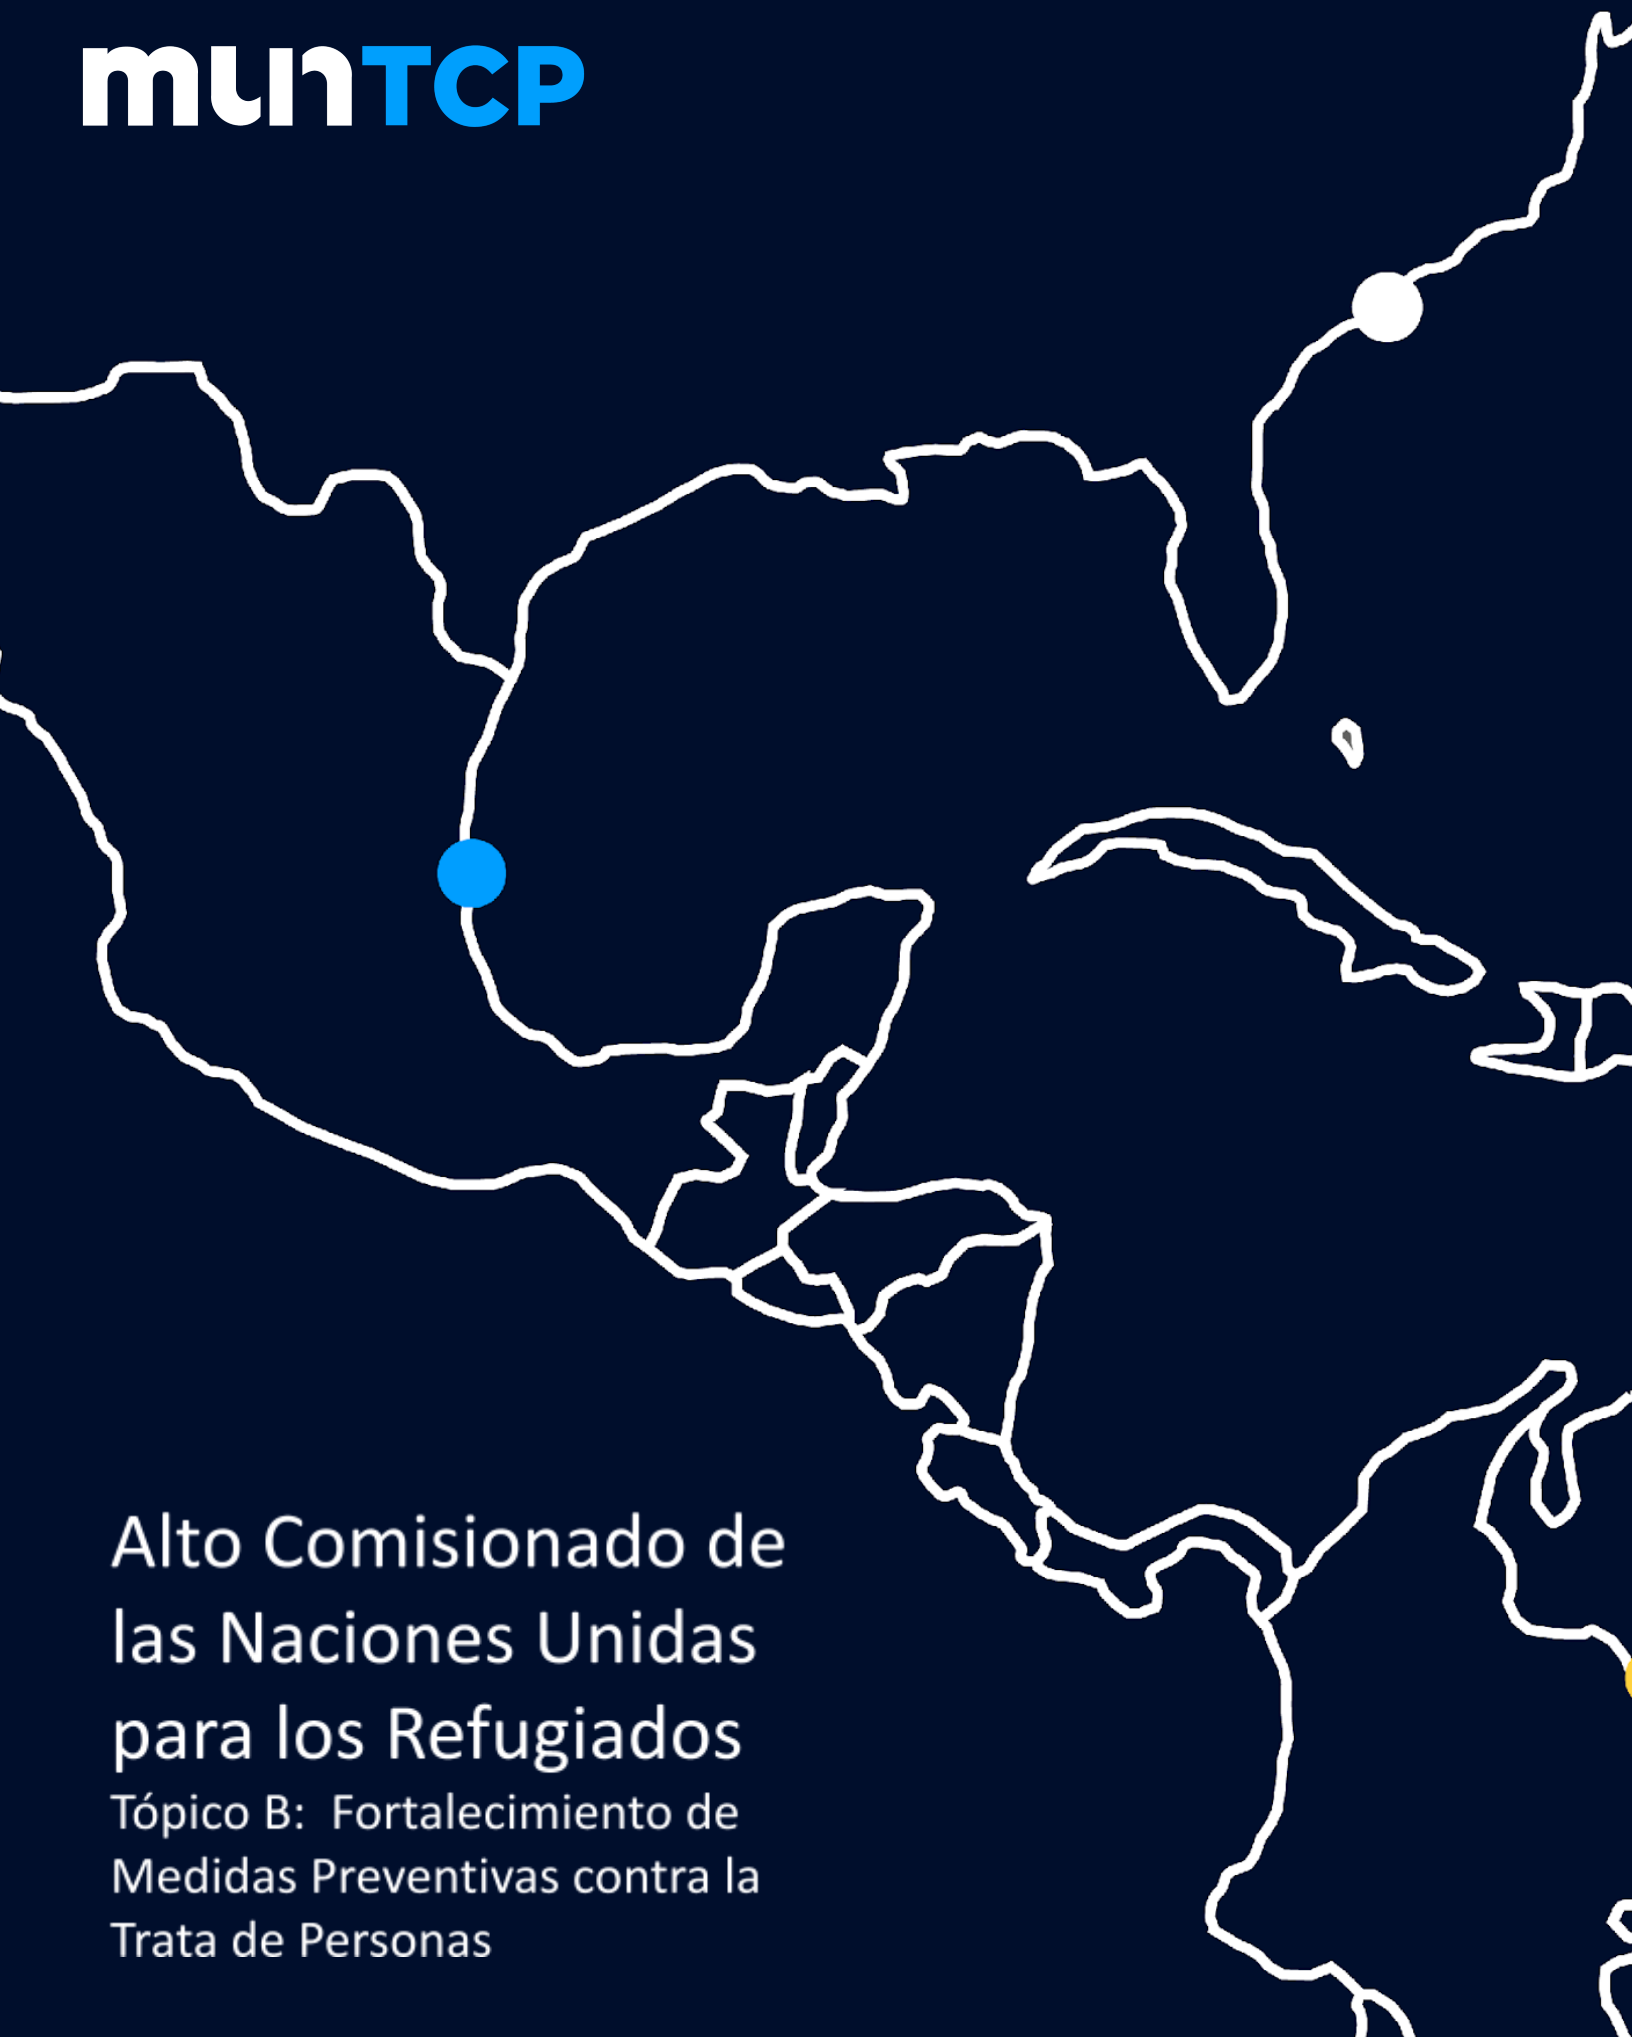 munTCP
Alto Comisionado de
las Naciones Unidas
para los Refugiados
Tópico B:  Fortalecimiento de
Medidas Preventivas contra la
Trata de Personas